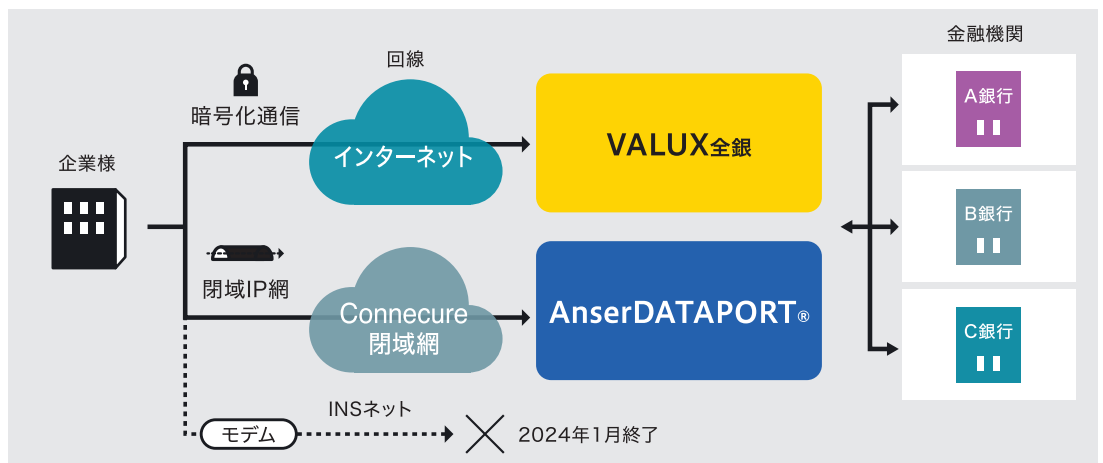 金融機関
回線
暗号化通信
企業様
インターネット
VALUX全銀
A銀行
B銀行
C銀行
閉域IP網
Connecure
閉域網
AnserDATAPORT®
INSネット
モデム
2024年1月終了